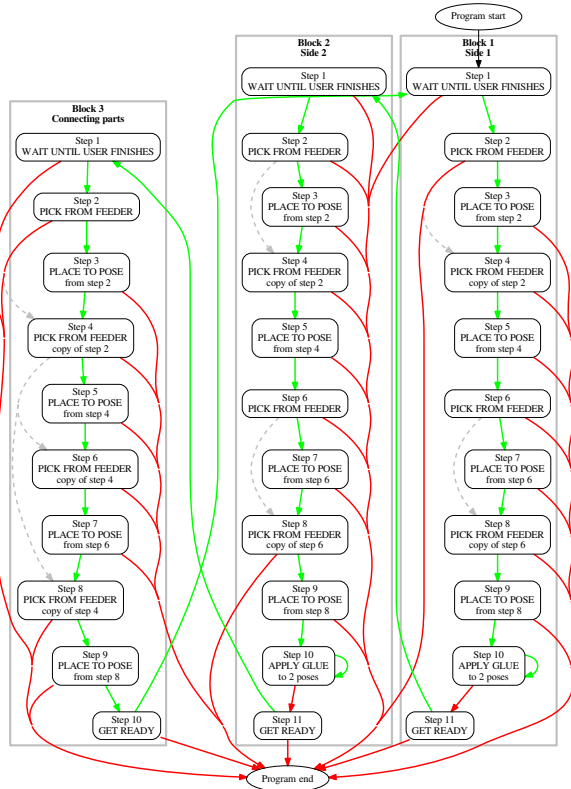 Program start
Block 1
Side 1
Step 1
WAIT UNTIL USER FINISHES
Step 2
PICK FROM FEEDER
Step 3
PLACE TO POSE
from step 2
Step 4
PICK FROM FEEDER
copy of step 2
Step 5
PLACE TO POSE
from step 4
Step 6
PICK FROM FEEDER
Step 7
PLACE TO POSE
from step 6
Step 8
PICK FROM FEEDER
copy of step 6
Step 9
PLACE TO POSE
from step 8
Step 10
APPLY GLUE
to 2 poses
Step 11
GET READY
Block 2
Side 2
Step 1
WAIT UNTIL USER FINISHES
Step 2
PICK FROM FEEDER
Step 3
PLACE TO POSE
from step 2
Step 4
PICK FROM FEEDER
copy of step 2
Step 5
PLACE TO POSE
from step 4
Step 6
PICK FROM FEEDER
Step 7
PLACE TO POSE
from step 6
Step 8
PICK FROM FEEDER
copy of step 6
Step 9
PLACE TO POSE
from step 8
Step 10
APPLY GLUE
to 2 poses
Step 11
GET READY
Block 3
Connecting parts
Step 1
WAIT UNTIL USER FINISHES
Step 2
PICK FROM FEEDER
Step 3
PLACE TO POSE
from step 2
Step 4
PICK FROM FEEDER
copy of step 2
Step 5
PLACE TO POSE
from step 4
Step 6
PICK FROM FEEDER
copy of step 4
Step 7
PLACE TO POSE
from step 6
Step 8
PICK FROM FEEDER
copy of step 4
Step 9
PLACE TO POSE
from step 8
Step 10
GET READY
Program end